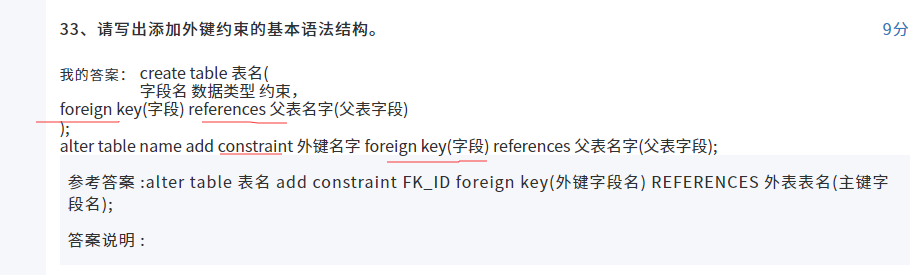 33、请写出添加外键约束的基本语法结构。 9分
我的答案： create table 表名(
字段名 数据类型 约束，
foreign key(字段) references 父表名字(父表字段)
);
alter table name add constraint 外键名字 foreign key(字段) references 父表名字(父表字段);
参考答案 :alter table 表名 add constraint FK_ID foreign key(外键字段名) REFERENCES 外表表名(主键字
段名);
答案说明 :